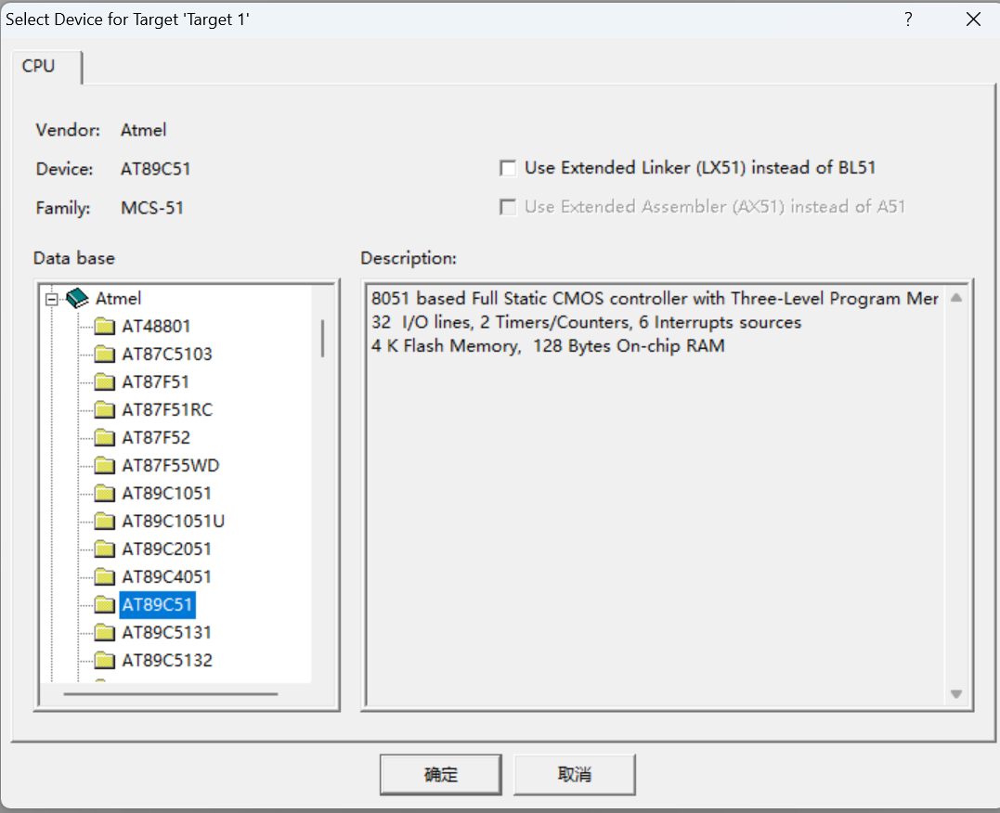 Select Device for Target 'Target 1'
?
CPU
Vendor: Atmel
Device: AT89C51
Use Extended Linker (LX51) instead of BL51
Family: MCS-51
Use Extended Assembler (AX51) instead of A51
Data base
Description:
Atmel
AT48801
AT87C5103
AT87F51
AT87F51RC
AT87F52
AT87F55WD
AT89C1051
AT89C1051U
AT89C2051
AT89C4051
AT89C51
AT89C5131
AT89C5132
8051 based Full Static CMOS controller with Three-Level Program Mer
32 I/O lines, 2 Timers/Counters, 6 Interrupts sources
4 K Flash Memory, 128 Bytes On-chip RAM
确定
取消